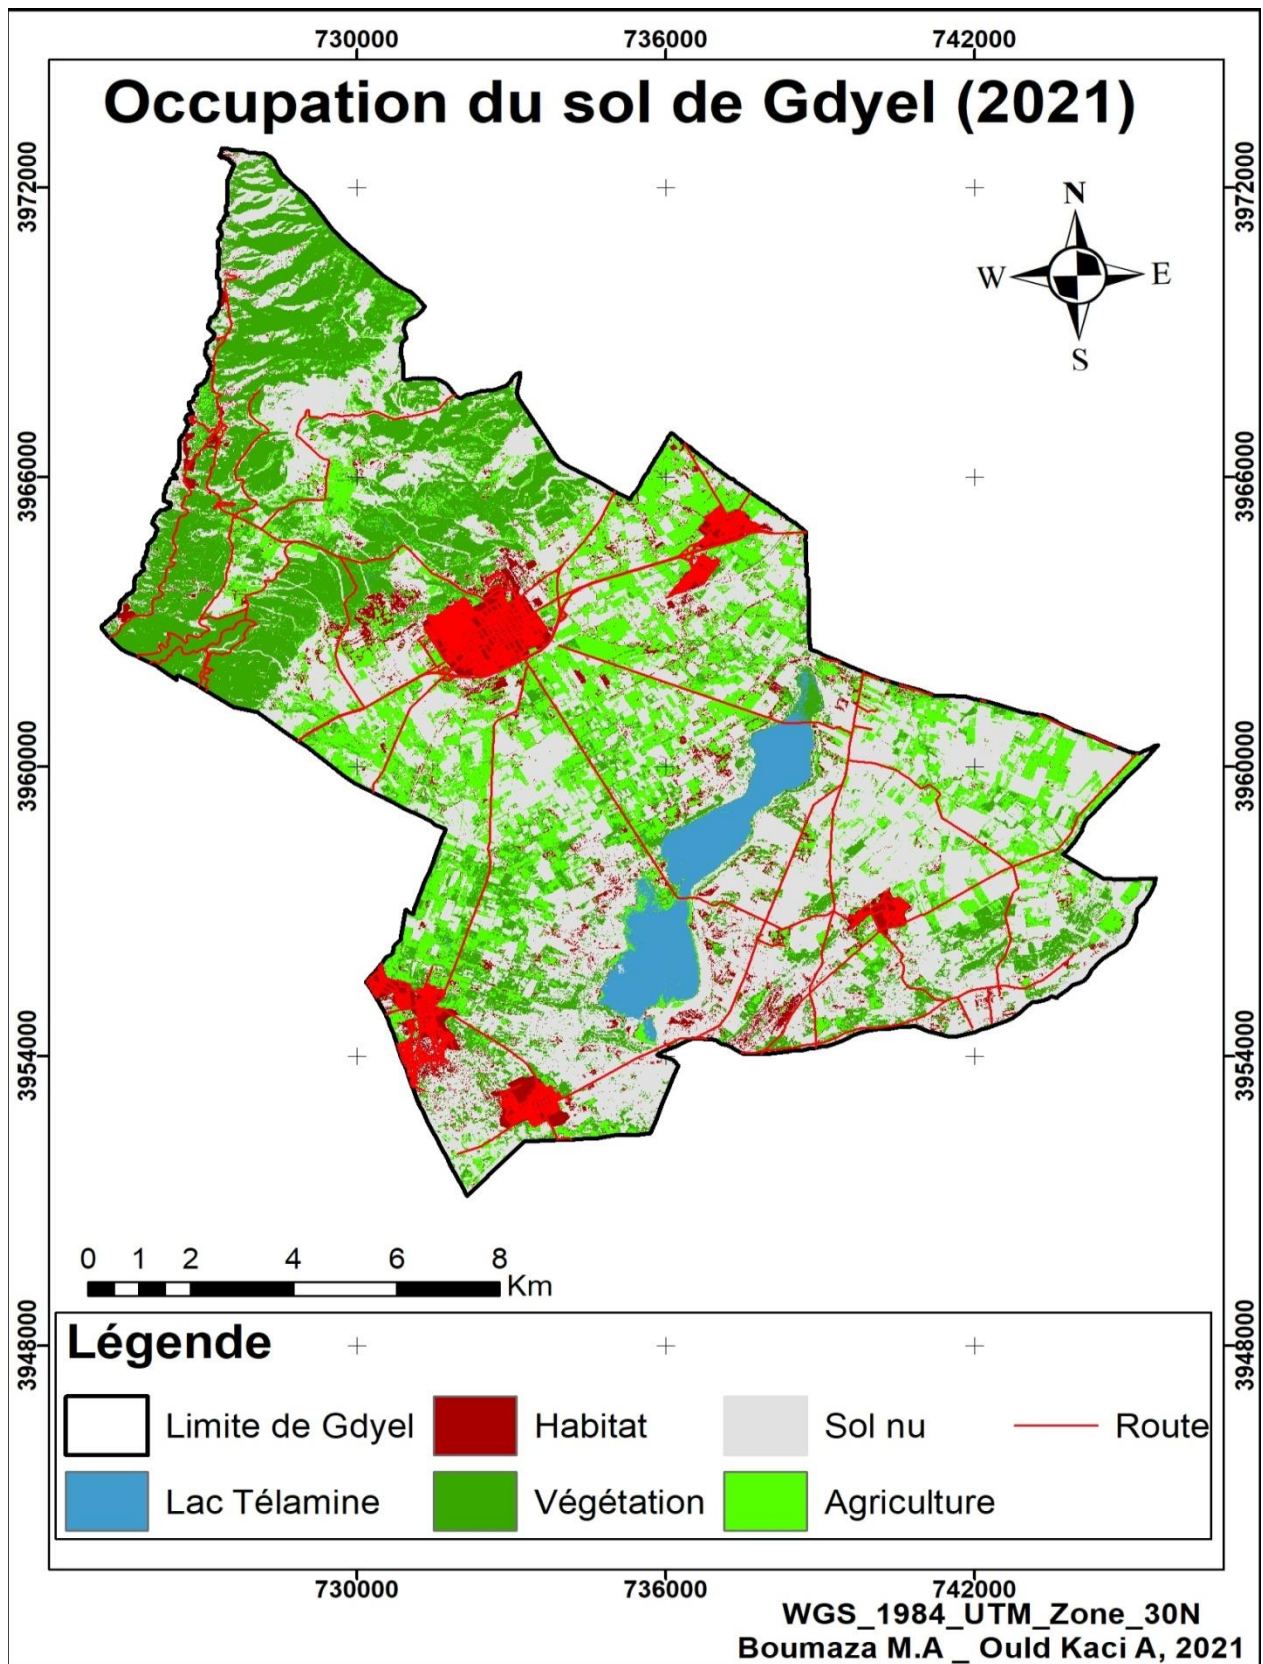 730000 736000 742000
Occupation du sol de Gdyel (2021)
3972000 3972000
N
W E
S
3966000 3966000
3960000 3960000
3954000 3954000
0 1 2 4 6 8
Km
3948000 3948000
Légende
Limite de Gdyel Habitat Sol nu Route
Lac Télamine Végétation Agriculture
730000 736000 742000
WGS_1984_UTM_Zone_30N
Boumaza M.A _ Ould Kaci A, 2021